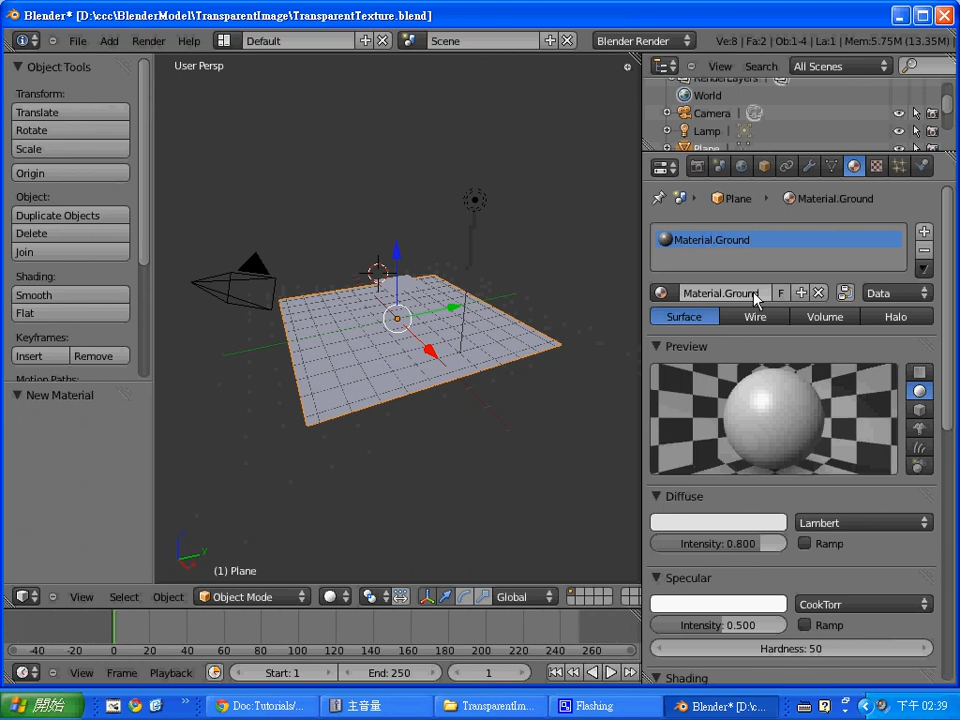 Blender* [D:\ccc\BlenderModel\TransparentImage\TransparentTexture.blend]
File Add Render Help Default Scene Blender Render Ve:8 | Fa:2 | Ob:1-4 | La:1 | Mem:5.75M (13.35M)
Object Tools
Transform:
Translate
Rotate
Scale
Origin
Object:
Duplicate Objects
Delete
Join
Shading:
Smooth
Flat
Keyframes:
Insert Remove
Motion Paths:
New Material
User Persp
(1) Plane
View Search All Scenes
RenderLayers
World
Camera
Lamp
Plane
Plane Material.Ground
Material.Ground
Material.Ground F Data
Surface Wire Volume Halo
Preview
Diffuse
Lambert
Intensity: 0.800 Ramp
Specular
CookTorr
Intensity: 0.500 Ramp
Hardness: 50
Shading
View Select Object Object Mode Global
-40 -20 0 20 40 60 80 100 120 140 160 180 200 220 240 260
View Frame Playback Start: 1 End: 250 1
開始 Doc:Tutorials/... 主音量 TransparentIm... Flashing Blender* [D:\c... 下午 02:39